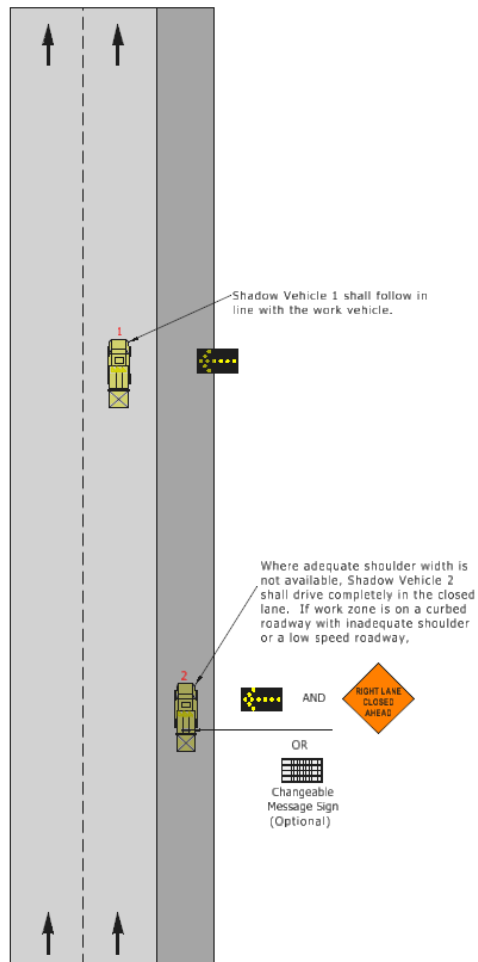 Shadow Vehicle 1 shall follow in
line with the work vehicle.
1
Where adequate shoulder width is
not available, Shadow Vehicle 2
shall drive completely in the closed
lane. If work zone is on a curbed
roadway with inadequate shoulder
or a low speed roadway,
2
AND
RIGHT LANE
CLOSED
AHEAD
OR
Changeable
Message Sign
(Optional)